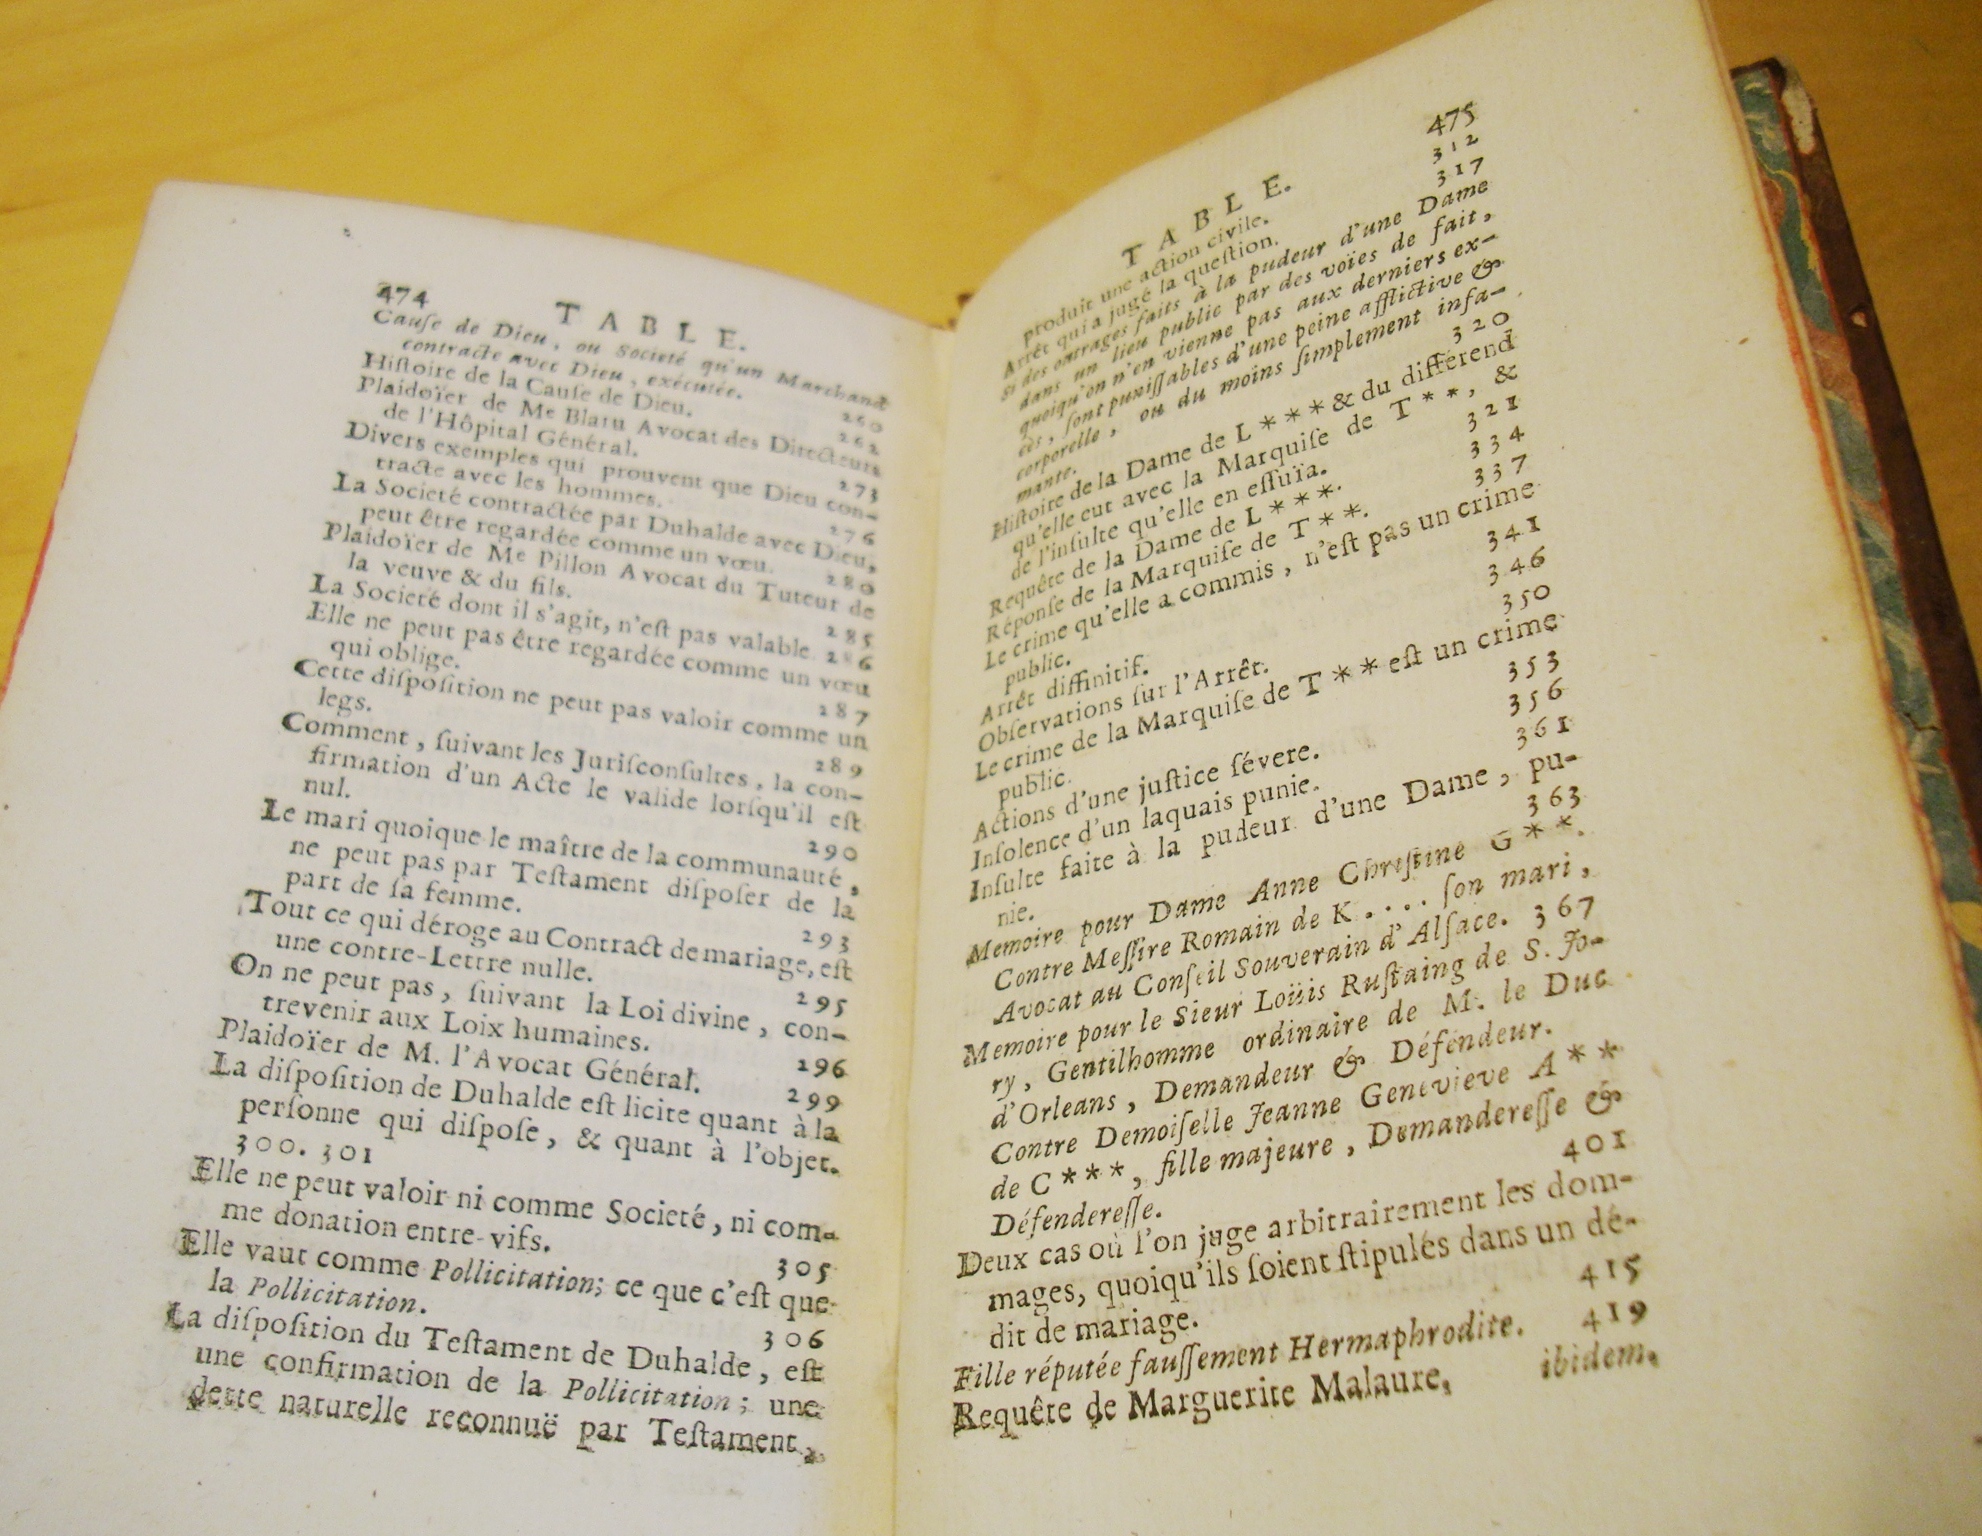 474 TABLE.
Cauſe de Dieu, ou Societé qu'un Marchand
contracte avec Dieu, exécutée. 260
Hiſtoire de la Cauſe de Dieu. 262
Plaidoïer de Me Blaru Avocat des Directeurs
de l'Hôpital Général. 273
Divers exemples qui prouvent que Dieu con-
tracte avec les hommes. 276
La Societé contractée par Duhalde avec Dieu,
peut être regardée comme un vœu. 280
Plaidoïer de Me Pillon Avocat du Tuteur de
la veuve & du fils. 285
La Societé dont il s'agit, n'eſt pas valable. 286
Elle ne peut pas être regardée comme un vœu
qui oblige. 287
Cette diſpoſition ne peut pas valoir comme un
legs. 289
Comment, ſuivant les Juriſconſultes, la con-
firmation d'un Acte le valide lorſqu'il eſt
nul. 290
Le mari quoique le maître de la communauté,
ne peut pas par Teſtament diſpoſer de la
part de ſa femme. 293
Tout ce qui déroge au Contract de mariage, eſt
une contre-Lettre nulle. 295
On ne peut pas, ſuivant la Loi divine, con-
trevenir aux Loix humaines. 296
Plaidoïer de M. l'Avocat Général. 299
La diſpoſition de Duhalde eſt licite quant à la
perſonne qui diſpoſe, & quant à l'objet.
300. 301
Elle ne peut valoir ni comme Societé, ni com-
me donation entre-vifs. 305
Elle vaut comme Pollicitation; ce que c'eſt que
la Pollicitation. 306
La diſpoſition du Teſtament de Duhalde, eſt
une confirmation de la Pollicitation; une
dette naturelle reconnuë par Teſtament,
TABLE. 475
produit une action civile. 312
Arrêt qui a jugé la queſtion. 317
Si des outrages faits à la pudeur d'une Dame
dans un lieu public par des voïes de fait,
quoiqu'on n'en vienne pas aux derniers ex-
cès, ſont puniſſables d'une peine afflictive &
corporelle, ou du moins ſimplement infa-
mante. 320
Hiſtoire de la Dame de L *** & du différend
qu'elle eut avec la Marquiſe de T **, &
de l'inſulte qu'elle en eſſuïa. 321
Requête de la Dame de L ***. 334
Réponſe de la Marquiſe de T **. 337
Le crime qu'elle a commis, n'eſt pas un crime
public. 341
Arrêt diffinitif. 346
Obſervations ſur l'Arrêt. 350
Le crime de la Marquiſe de T ** eſt un crime
public. 353
Actions d'une juſtice ſévere. 356
Inſolence d'un laquais punie. 361
Inſulte faite à la pudeur d'une Dame, pu-
nie. 363
Memoire pour Dame Anne Chriſtine G **.
Contre Meſſire Romain de K.... ſon mari,
Avocat au Conſeil Souverain d'Alſace. 367
Memoire pour le Sieur Loüis Ruſtaing de S. Jo-
ry, Gentilhomme ordinaire de M. le Duc
d'Orleans, Demandeur & Défendeur.
Contre Demoiſelle Jeanne Genevieve A **
de C ***, fille majeure, Demandereſſe &
Défendereſſe. 401
Deux cas où l'on juge arbitrairement les dom-
mages, quoiqu'ils ſoient ſtipulés dans un dé-
dit de mariage. 415
Fille réputée fauſſement Hermaphrodite. 419
Requête de Marguerite Malaure, ibidem.